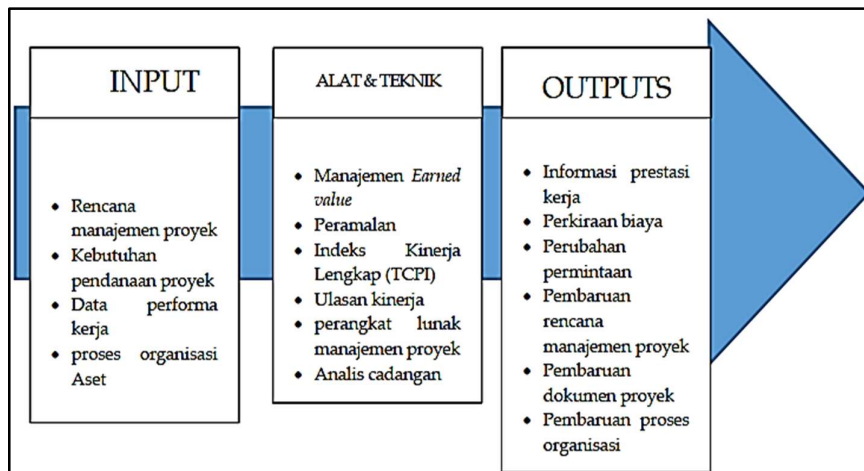 INPUT
• Rencana
manajemen proyek
• Kebutuhan
pendanaan proyek
• Data performa
kerja
• proses organisasi
Aset
ALAT & TEKNIK
• Manajemen Earned
value
• Peramalan
• Indeks Kinerja
Lengkap (TCPI)
• Ulasan kinerja
• perangkat lunak
manajemen proyek
• Analis cadangan
OUTPUTS
• Informasi prestasi
kerja
• Perkiraan biaya
• Perubahan
permintaan
• Pembaruan
rencana
manajemen proyek
• Pembaruan
dokumen proyek
• Pembaruan proses
organisasi